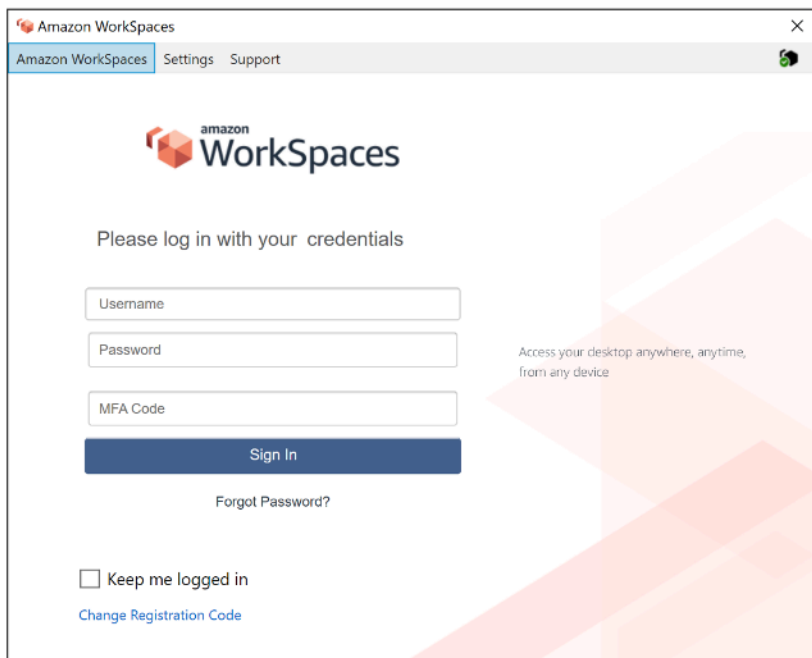 Amazon WorkSpaces
Amazon WorkSpaces Settings Support
amazon
WorkSpaces
Please log in with your credentials
Username
Password
MFA Code
Sign In
Forgot Password?
Keep me logged in
Change Registration Code
Access your desktop anywhere, anytime,
from any device